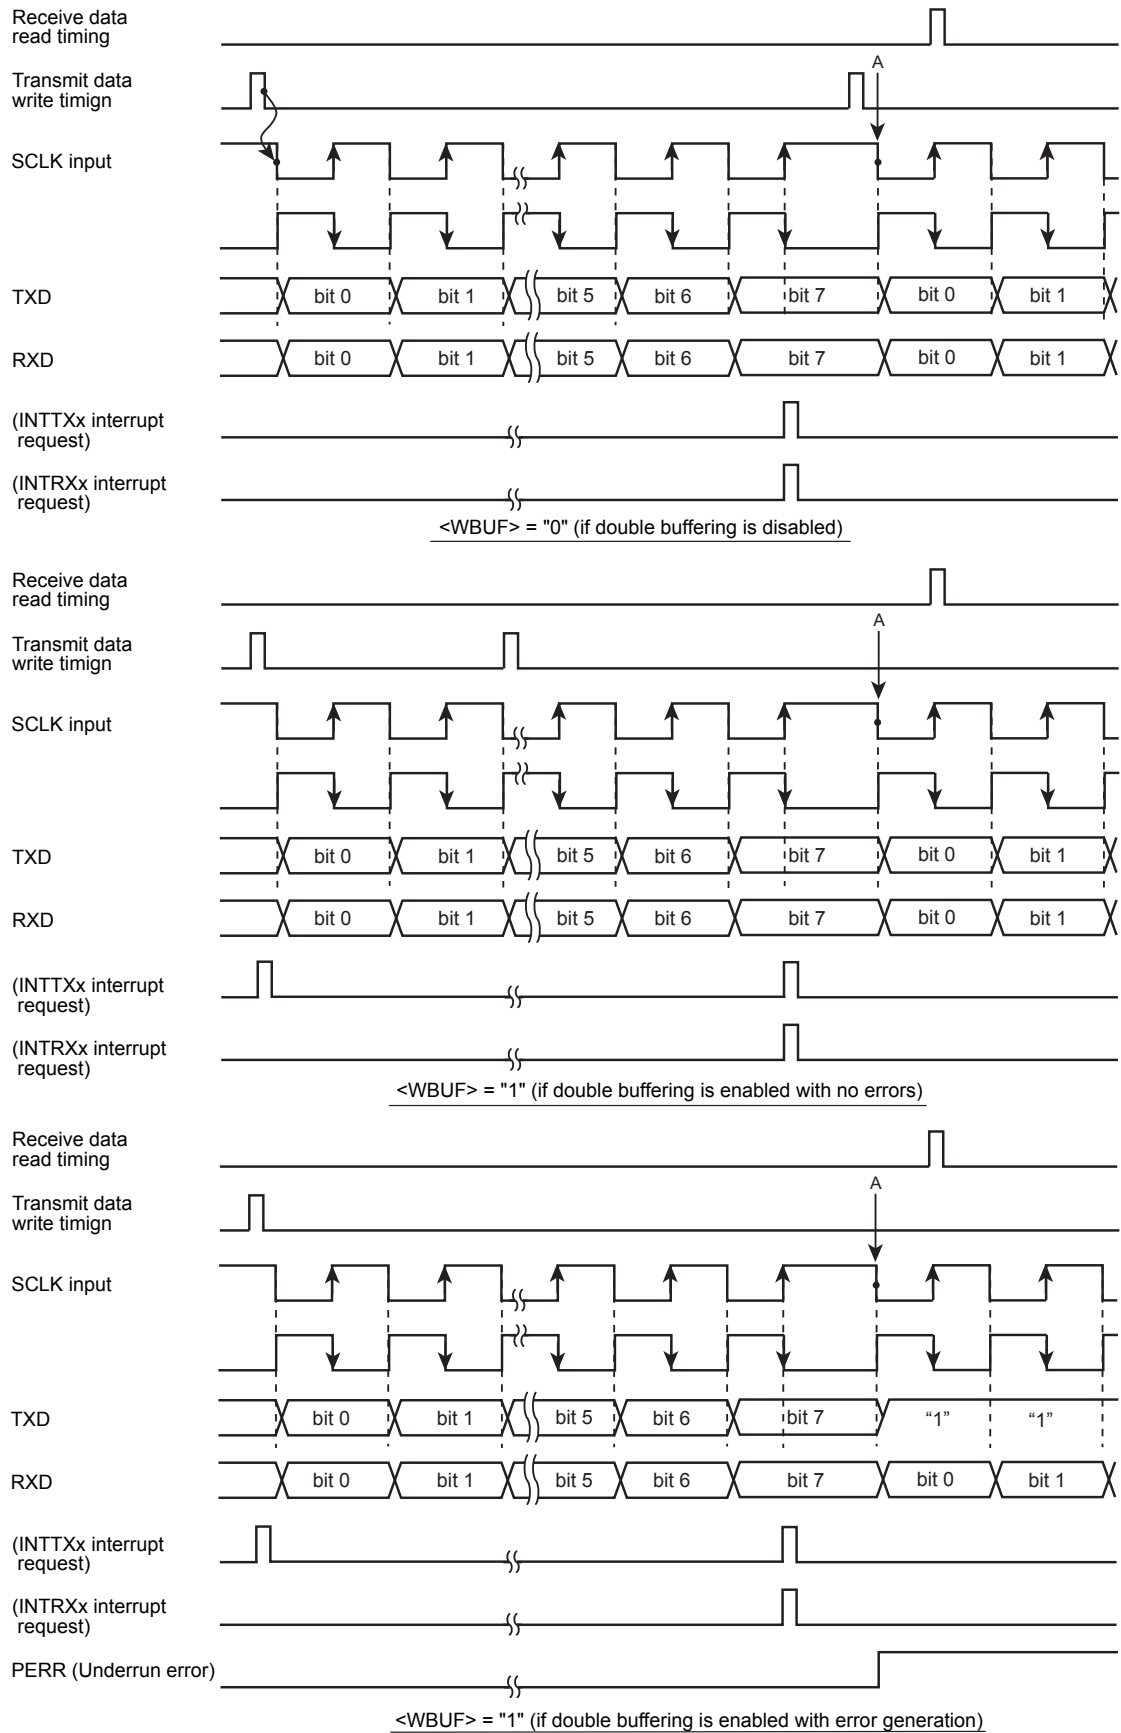 Receive data
read timing
A
Transmit data
write timign
SCLK input
TXD bit 0 bit 1 bit 5 bit 6 bit 7 bit 0 bit 1
RXD bit 0 bit 1 bit 5 bit 6 bit 7 bit 0 bit 1
(INTTXx interrupt
request)
(INTRXx interrupt
request)
<WBUF> = "0" (if double buffering is disabled)
Receive data
read timing
A
Transmit data
write timign
SCLK input
TXD bit 0 bit 1 bit 5 bit 6 bit 7 bit 0 bit 1
RXD bit 0 bit 1 bit 5 bit 6 bit 7 bit 0 bit 1
(INTTXx interrupt
request)
(INTRXx interrupt
request)
<WBUF> = "1" (if double buffering is enabled with no errors)
Receive data
read timing
A
Transmit data
write timign
SCLK input
TXD bit 0 bit 1 bit 5 bit 6 bit 7 “1” “1”
RXD bit 0 bit 1 bit 5 bit 6 bit 7 bit 0 bit 1
(INTTXx interrupt
request)
(INTRXx interrupt
request)
PERR (Underrun error)
<WBUF> = "1" (if double buffering is enabled with error generation)